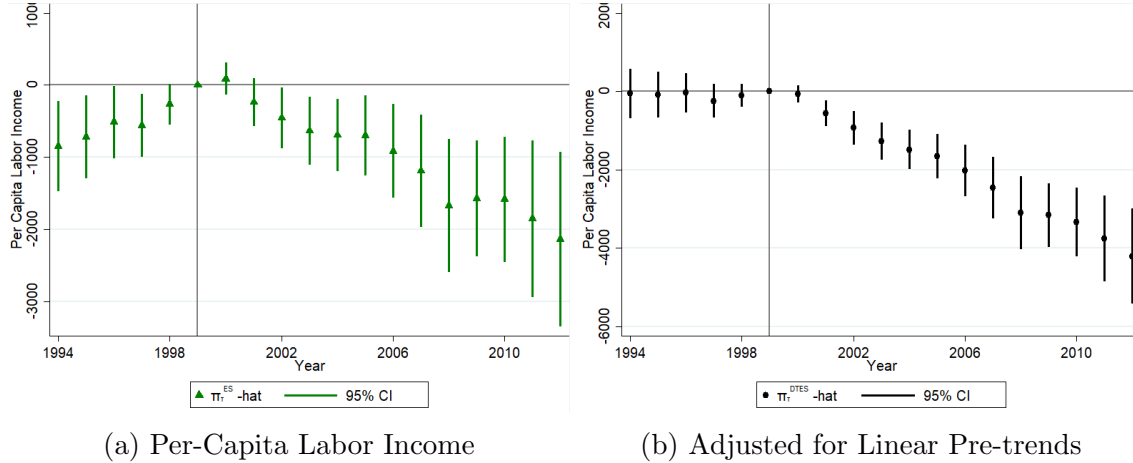 1000
0
-1000
-2000
-3000
Per Capita Labor Income
1994 1998 2002 2006 2010
Year
π_τ^ES -hat 95% CI
(a) Per-Capita Labor Income
2000
0
-2000
-4000
-6000
Per Capita Labor Income
1994 1998 2002 2006 2010
Year
π_τ^DTES -hat 95% CI
(b) Adjusted for Linear Pre-trends